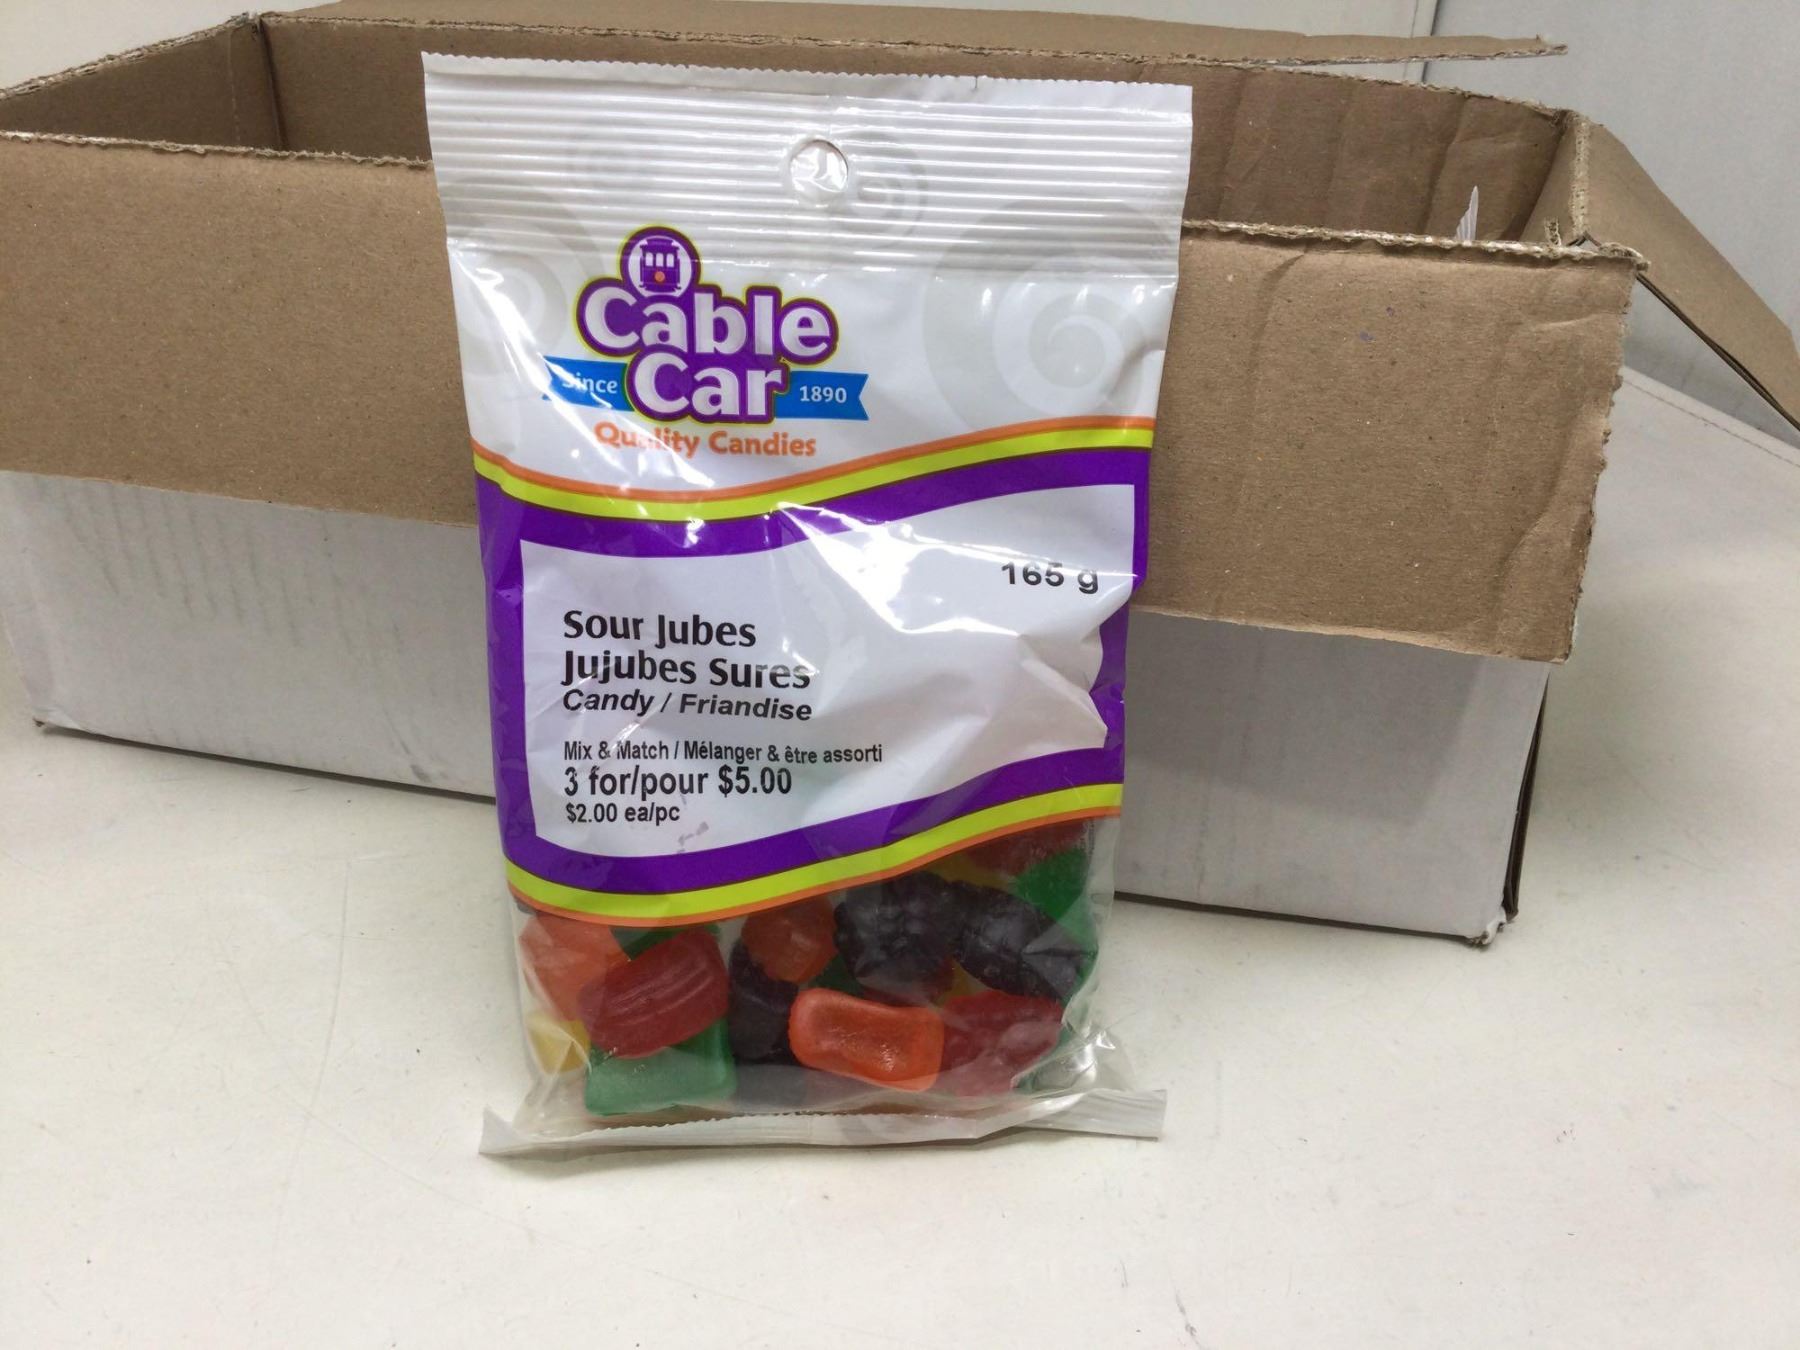 Cable
Car
Since 1890
Quality Candies
165 g
Sour Jubes
Jujubes Sures
Candy / Friandise
Mix & Match / Mélanger & être assorti
3 for/pour $5.00
$2.00 ea/pc